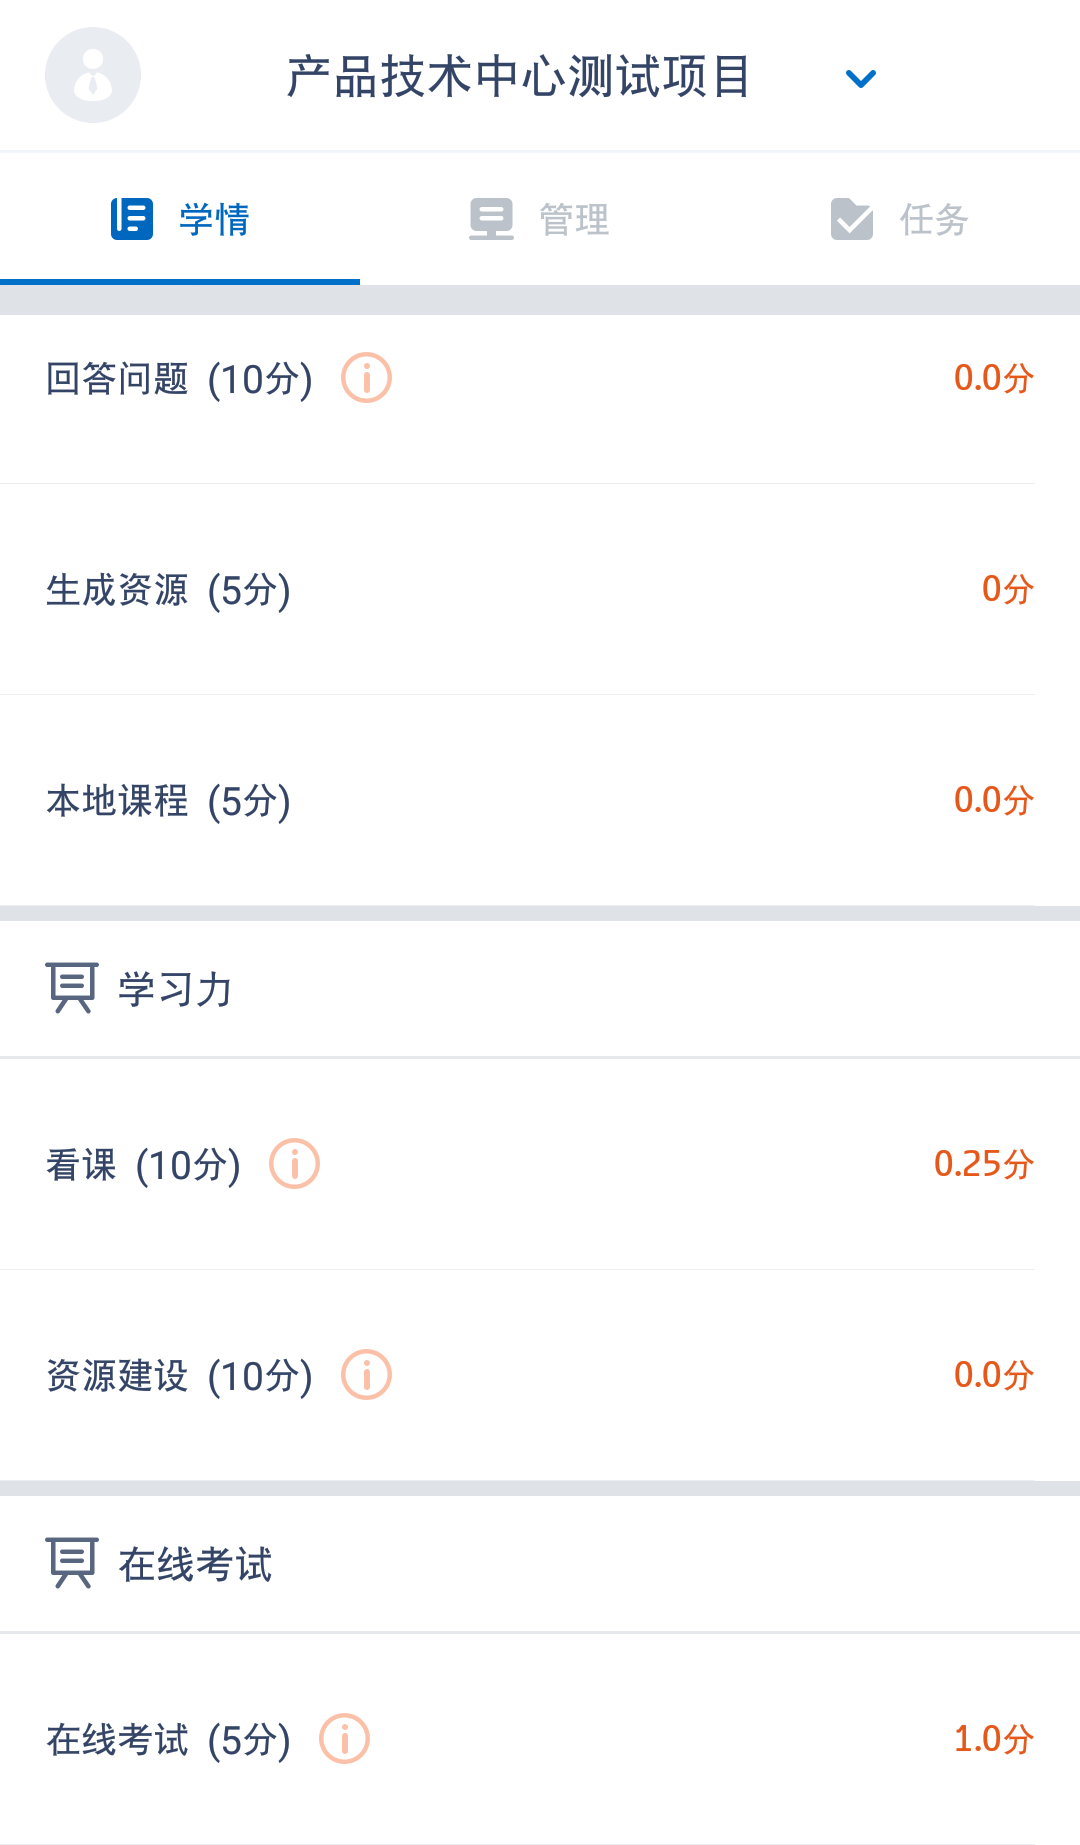 产品技术中心测试项目
学情 管理 任务
回答问题 (10分) 0.0分
生成资源 (5分) 0分
本地课程 (5分) 0.0分
学习力
看课 (10分) 0.25分
资源建设 (10分) 0.0分
在线考试
在线考试 (5分) 1.0分